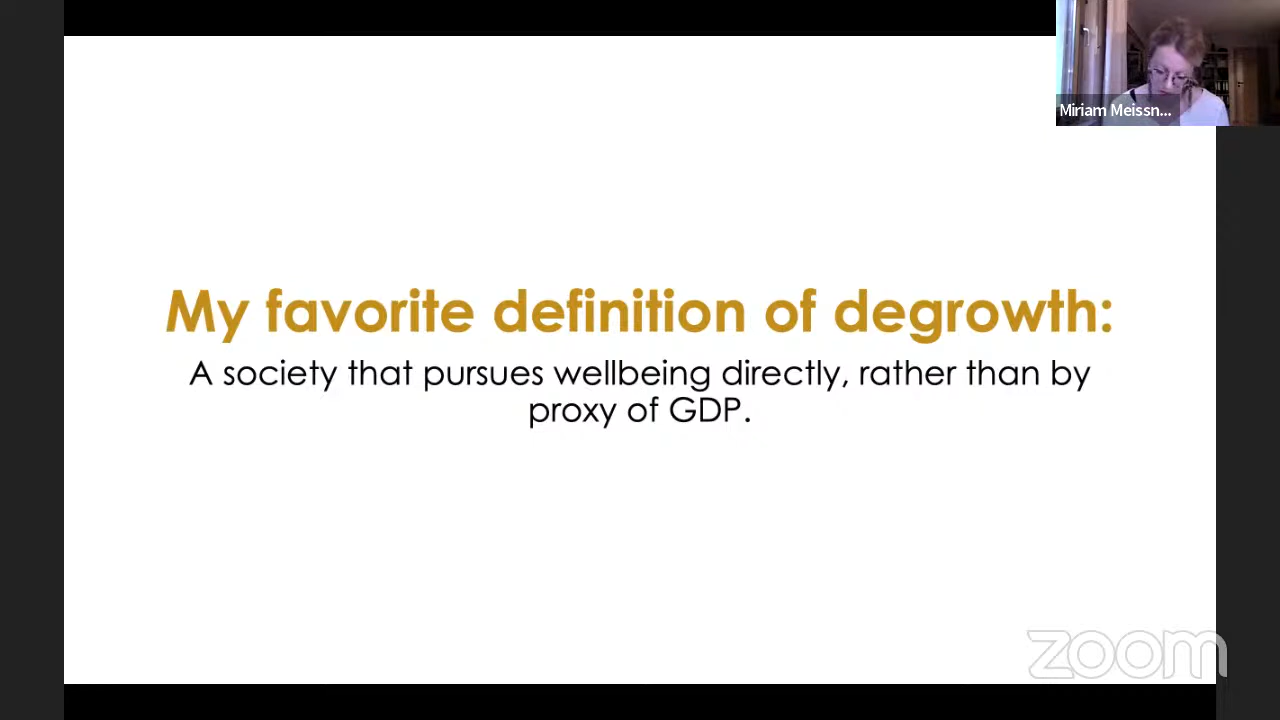 Miriam Meissn...
My favorite definition of degrowth:
A society that pursues wellbeing directly, rather than by
proxy of GDP.
zoom